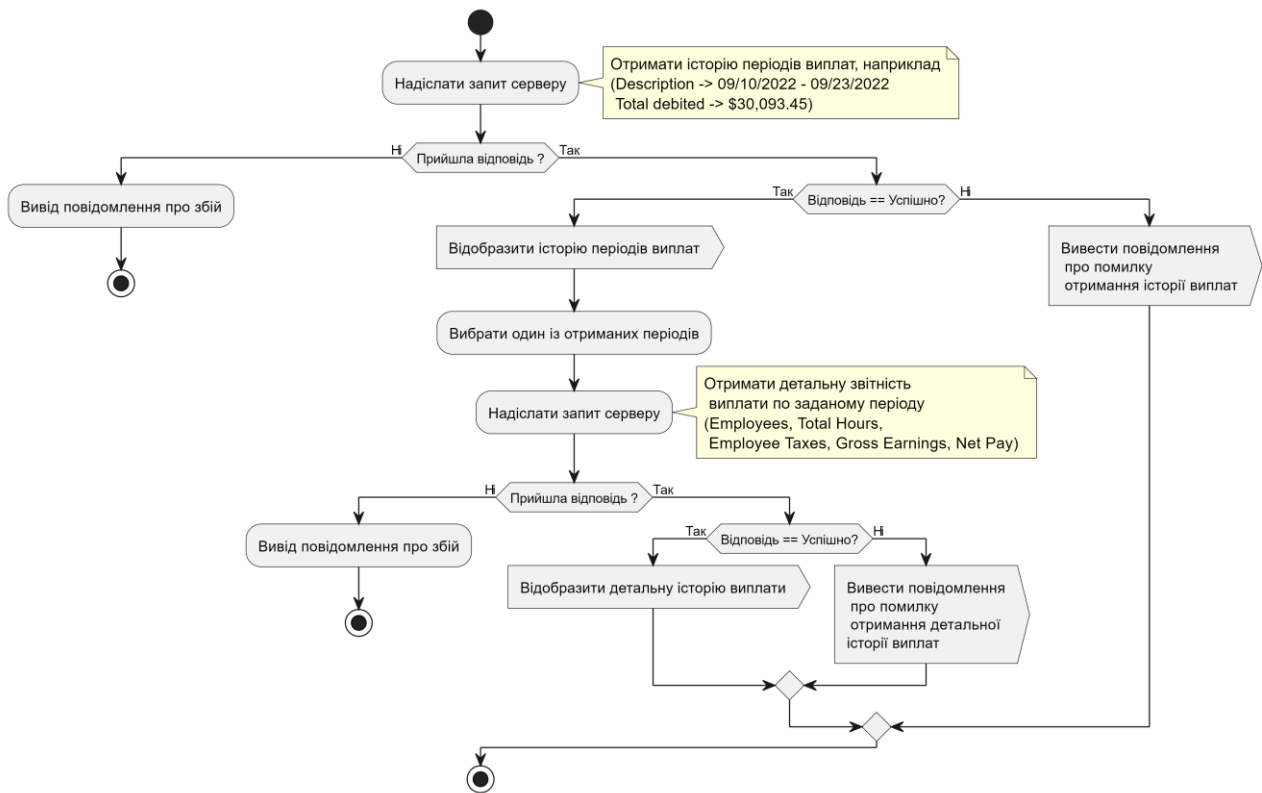 Надіслати запит серверу
Отримати історію періодів виплат, наприклад
(Description -> 09/10/2022 - 09/23/2022
Total debited -> $30,093.45)
Ні
Прийшла відповідь ?
Так
Вивід повідомлення про збій
Так
Відповідь == Успішно?
Ні
Відобразити історію періодів виплат
Вивести повідомлення
про помилку
отримання історії виплат
Вибрати один із отриманих періодів
Надіслати запит серверу
Отримати детальну звітність
виплати по заданому періоду
(Employees, Total Hours,
Employee Taxes, Gross Earnings, Net Pay)
Ні
Прийшла відповідь ?
Так
Вивід повідомлення про збій
Так
Відповідь == Успішно?
Ні
Відобразити детальну історію виплати
Вивести повідомлення
про помилку
отримання детальної
історії виплат